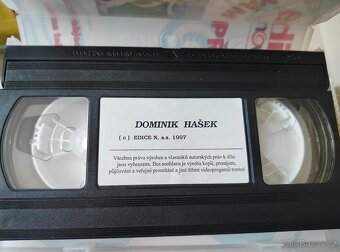 DOMINIK HAŠEK
(c) EDICE N, a.s. 1997
Všechna práva výrobce a vlastníků autorských práv k dílu
jsou vyhrazena. Bez souhlasu je výroba kopií, pronájem,
půjčování a veřejné promítání a jiné šíření videoprogramů trestní